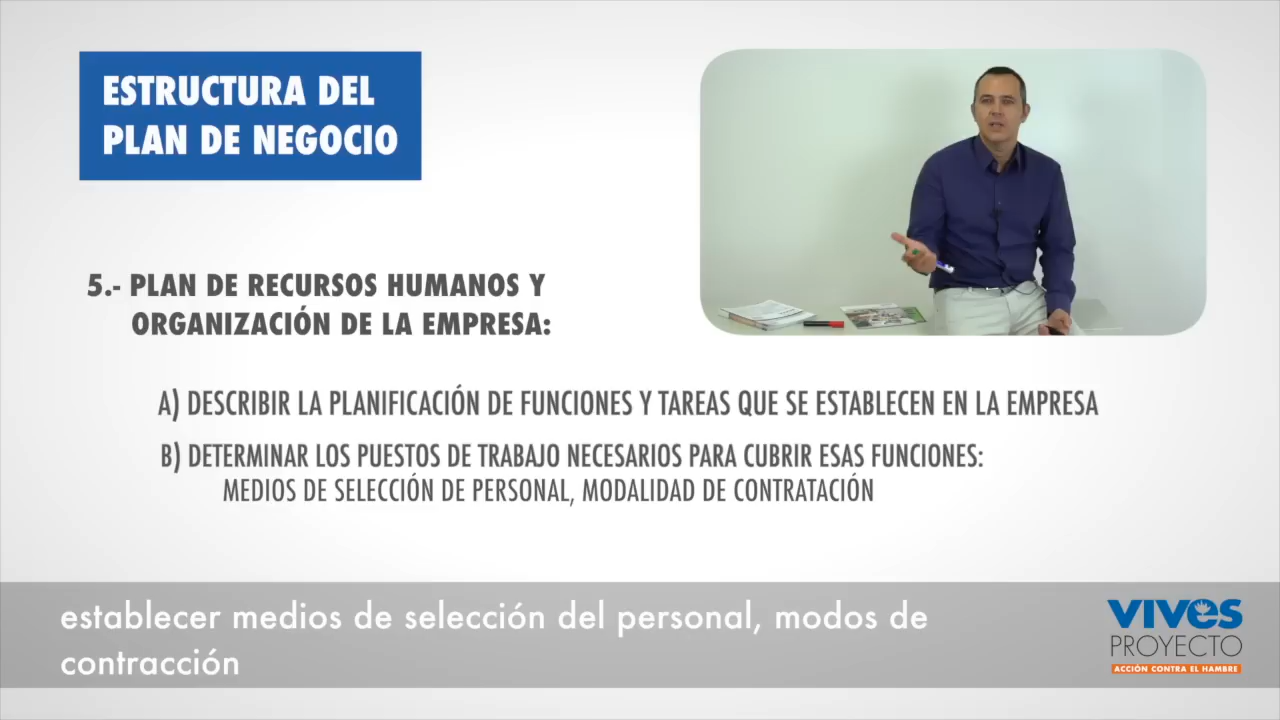 ESTRUCTURA DEL
PLAN DE NEGOCIO
5.- PLAN DE RECURSOS HUMANOS Y
ORGANIZACIÓN DE LA EMPRESA:
A) DESCRIBIR LA PLANIFICACIÓN DE FUNCIONES Y TAREAS QUE SE ESTABLECEN EN LA EMPRESA
B) DETERMINAR LOS PUESTOS DE TRABAJO NECESARIOS PARA CUBRIR ESAS FUNCIONES:
MEDIOS DE SELECCIÓN DE PERSONAL, MODALIDAD DE CONTRATACIÓN
establecer medios de selección del personal, modos de
contracción
VIVES
PROYECTO
ACCIÓN CONTRA EL HAMBRE